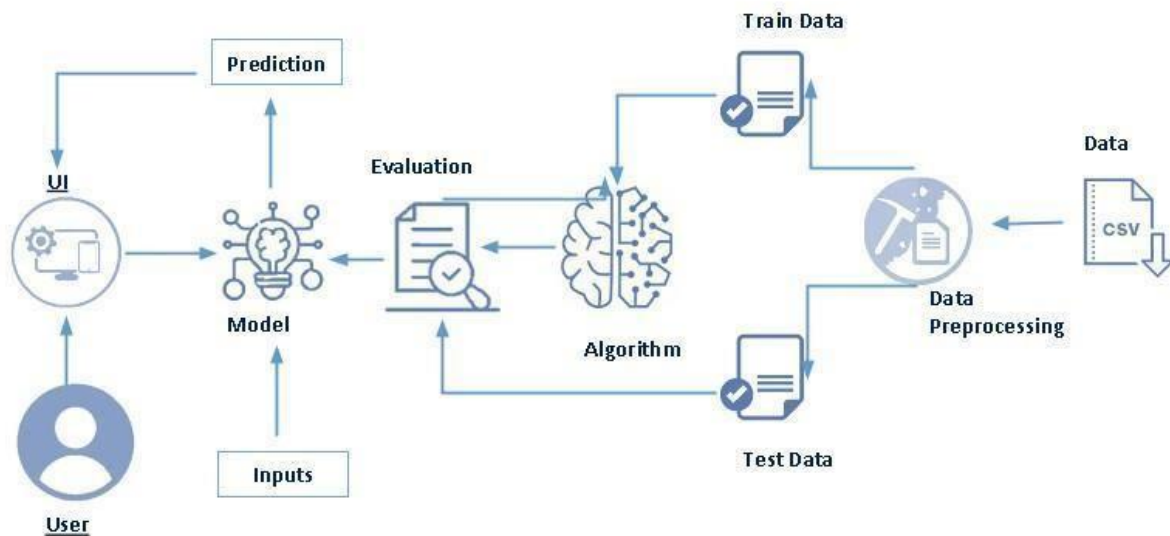 Train Data
Prediction
Data
Evaluation
UI
CSV
Model
Data
Preprocessing
Algorithm
Test Data
Inputs
User